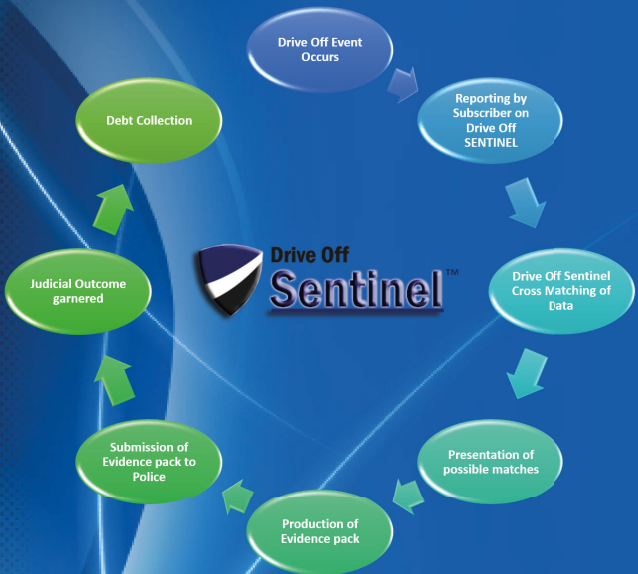 Drive Off Event
Occurs
Reporting by
Subscriber on
Drive Off
SENTINEL
Drive Off Sentinel
Cross Matching of
Data
Presentation of
possible matches
Production of
Evidence pack
Submission of
Evidence pack to
Police
Judicial Outcome
garnered
Debt Collection
Drive Off
Sentinel™